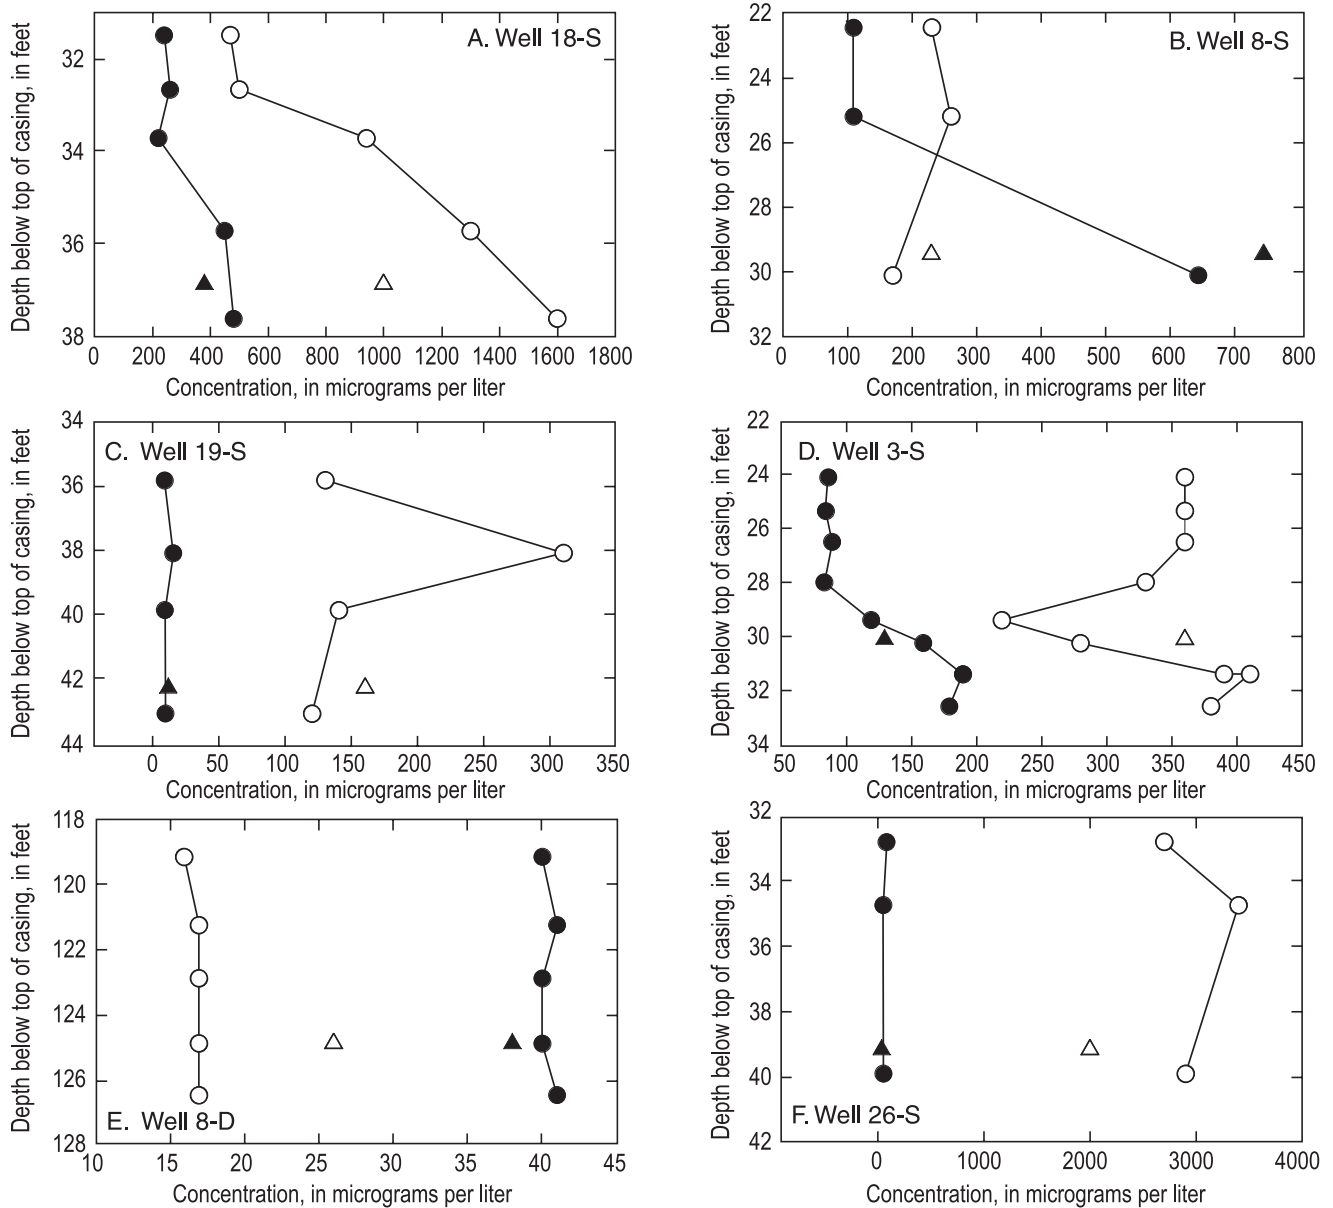 A. Well 18-S
Depth below top of casing, in feet
32
34
36
38
0 200 400 600 800 1000 1200 1400 1600 1800
Concentration, in micrograms per liter
B. Well 8-S
Depth below top of casing, in feet
22
24
26
28
30
32
0 100 200 300 400 500 600 700 800
Concentration, in micrograms per liter
C. Well 19-S
Depth below top of casing, in feet
34
36
38
40
42
44
0 50 100 150 200 250 300 350
Concentration, in micrograms per liter
D. Well 3-S
Depth below top of casing, in feet
22
24
26
28
30
32
34
50 100 150 200 250 300 350 400 450
Concentration, in micrograms per liter
E. Well 8-D
Depth below top of casing, in feet
118
120
122
124
126
128
10 15 20 25 30 35 40 45
Concentration, in micrograms per liter
F. Well 26-S
Depth below top of casing, in feet
32
34
36
38
40
42
0 1000 2000 3000 4000
Concentration, in micrograms per liter